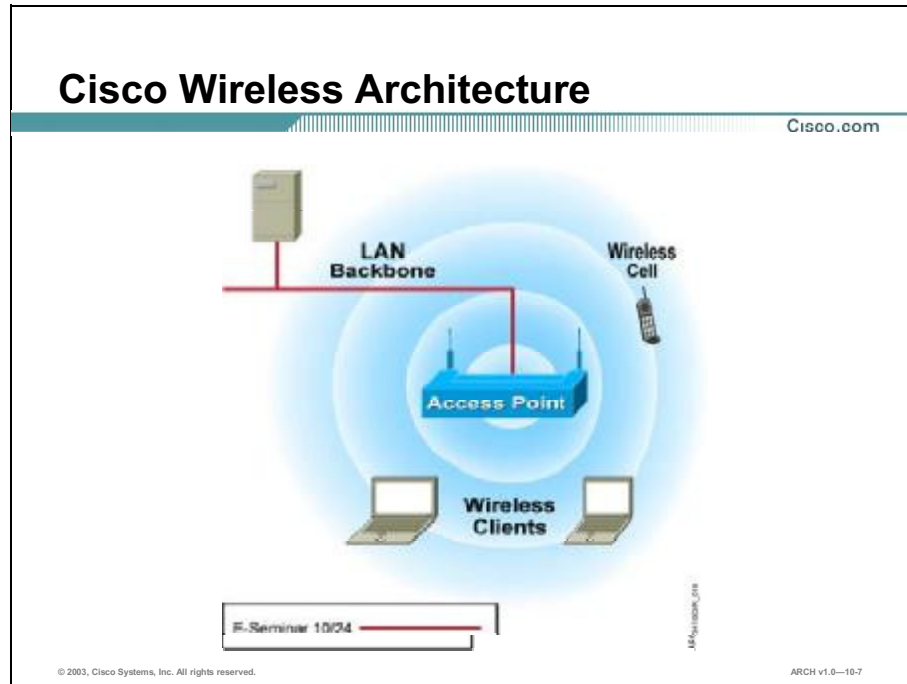 Cisco Wireless Architecture
Cisco.com
LAN
Backbone
Wireless
Cell
Access Point
Wireless
Clients
E-Seminar 10/24
© 2003, Cisco Systems, Inc. All rights reserved.
ARCH v1.0—10-7